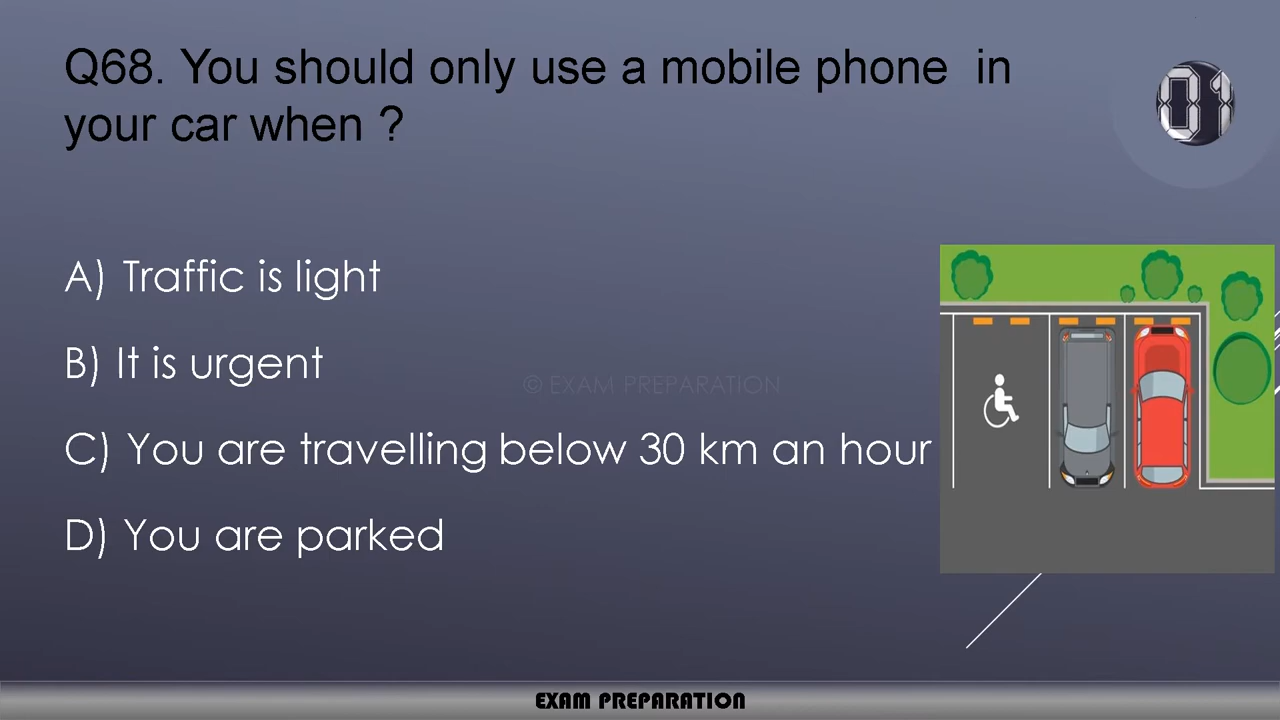 Q68. You should only use a mobile phone in
your car when ?
01
A) Traffic is light
B) It is urgent
© EXAM PREPARATION
C) You are travelling below 30 km an hour
D) You are parked
EXAM PREPARATION